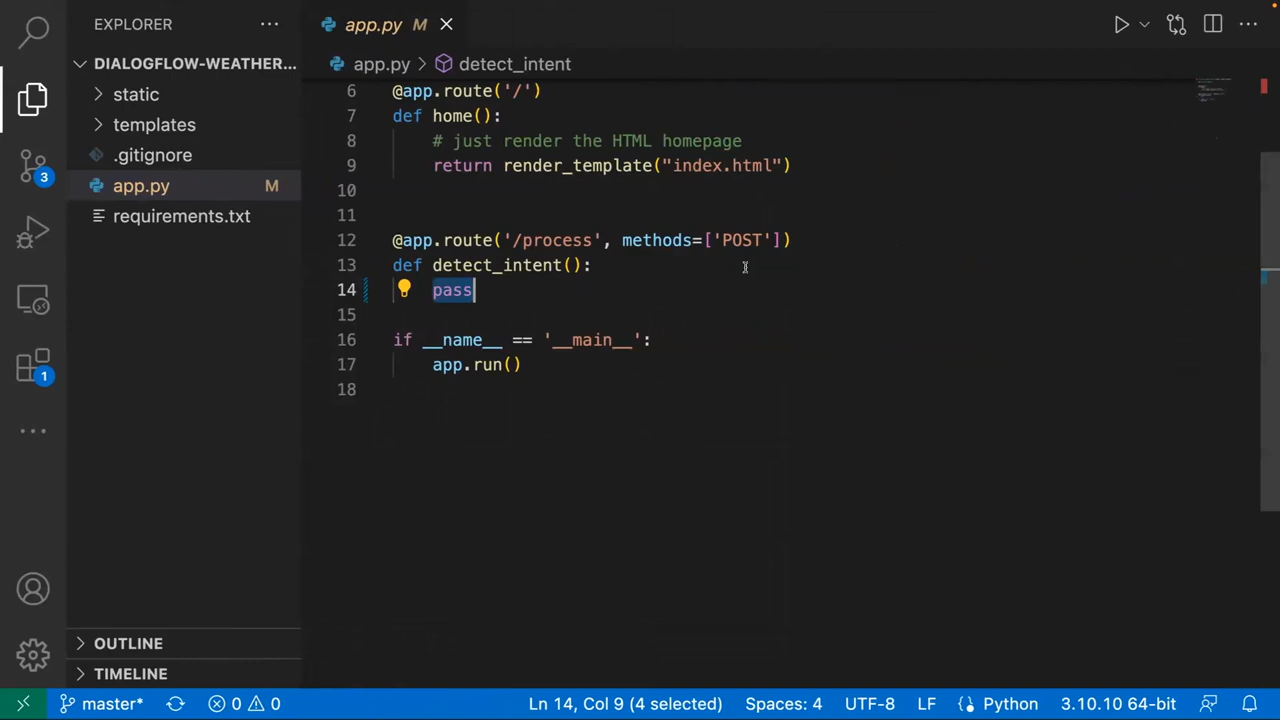 EXPLORER
DIALOGFLOW-WEATHER...
static
templates
.gitignore
app.py M
requirements.txt
OUTLINE
TIMELINE
3
1
app.py M
app.py > detect_intent
6 @app.route('/')
7 def home():
8 # just render the HTML homepage
9 return render_template("index.html")
10
11
12 @app.route('/process', methods=['POST'])
13 def detect_intent():
14 pass
15
16 if __name__ == '__main__':
17 app.run()
18
master* 0 0 Ln 14, Col 9 (4 selected) Spaces: 4 UTF-8 LF Python 3.10.10 64-bit